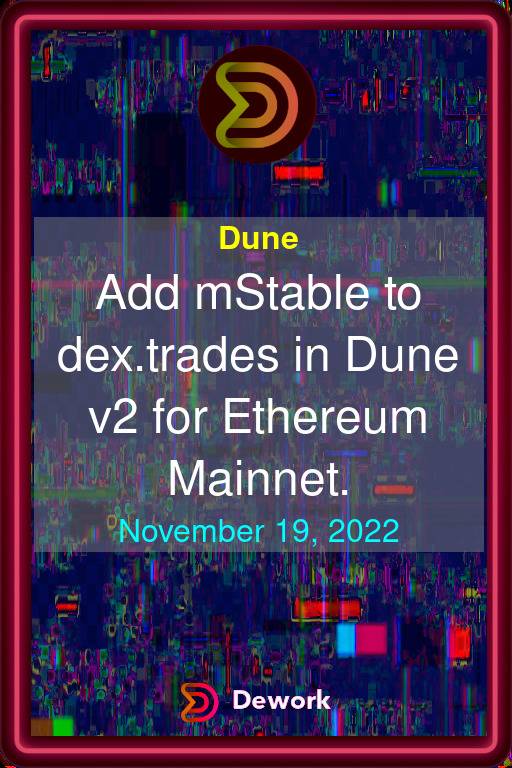 Dune
Add mStable to
dex.trades in Dune
v2 for Ethereum
Mainnet.
November 19, 2022
Dework